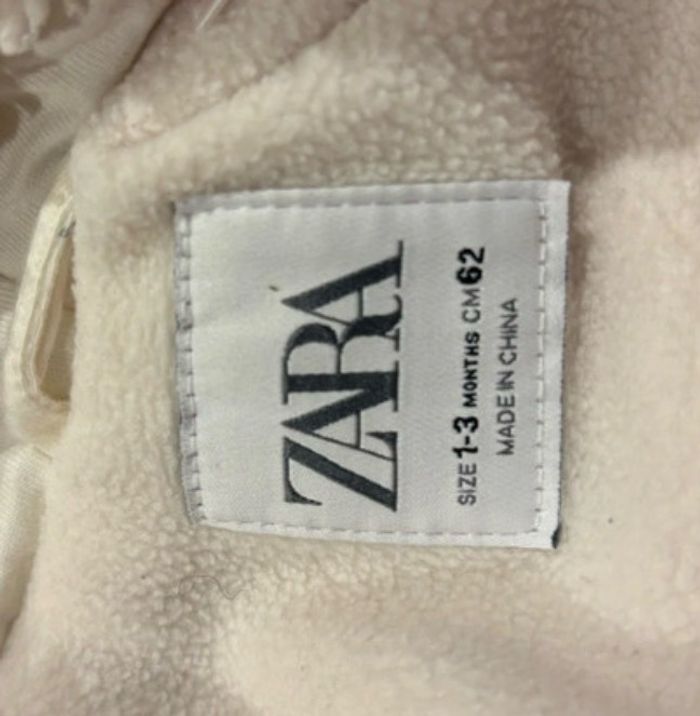 ZARA
SIZE 1-3 MONTHS CM 62
MADE IN CHINA